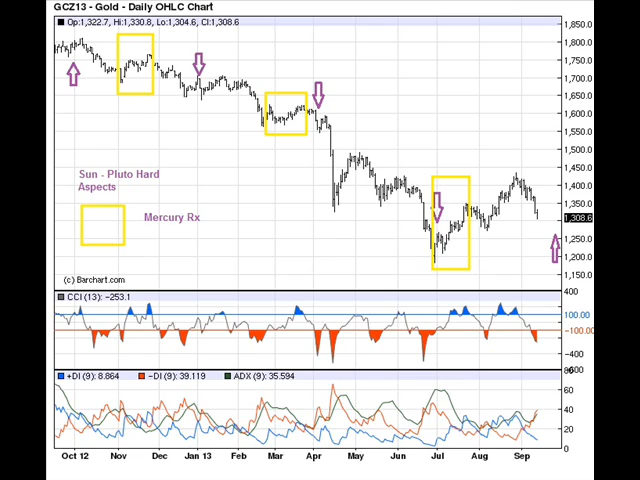 GCZ13 - Gold - Daily OHLC Chart
Op:1,322.7, Hi:1,330.8, Lo:1,304.6, Cl:1,308.6
1,850.0
1,800.0
1,750.0
1,700.0
1,650.0
1,600.0
1,550.0
1,500.0
1,450.0
1,400.0
1,350.0
1,308.6
1,250.0
1,200.0
1,150.0
Sun - Pluto Hard
Aspects
Mercury Rx
(c) Barchart.com
CCI (13) = -253.1
400
100.00
-100.00
-400
+DI (9): 8.864 -DI (9): 39.119 ADX (9): 35.594
60
40
20
0
Oct 12 Nov Dec Jan 13 Feb Mar Apr May Jun Jul Aug Sep